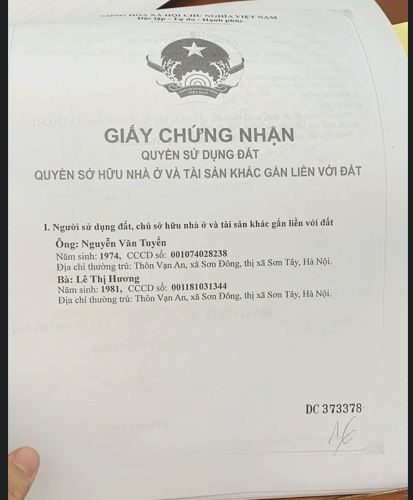 CỘNG HÒA XÃ HỘI CHỦ NGHĨA VIỆT NAM
Độc lập - Tự do - Hạnh phúc
VIỆT NAM
GIẤY CHỨNG NHẬN
QUYỀN SỬ DỤNG ĐẤT
QUYỀN SỞ HỮU NHÀ Ở VÀ TÀI SẢN KHÁC GẮN LIỀN VỚI ĐẤT
I. Người sử dụng đất, chủ sở hữu nhà ở và tài sản khác gắn liền với đất
Ông: Nguyễn Văn Tuyển
Năm sinh: 1974, CCCD số: 001074028238
Địa chỉ thường trú: Thôn Vạn An, xã Sơn Đông, thị xã Sơn Tây, Hà Nội.
Bà: Lê Thị Hương
Năm sinh: 1981, CCCD số: 001181031344
Địa chỉ thường trú: Thôn Vạn An, xã Sơn Đông, thị xã Sơn Tây, Hà Nội.
DC 373378